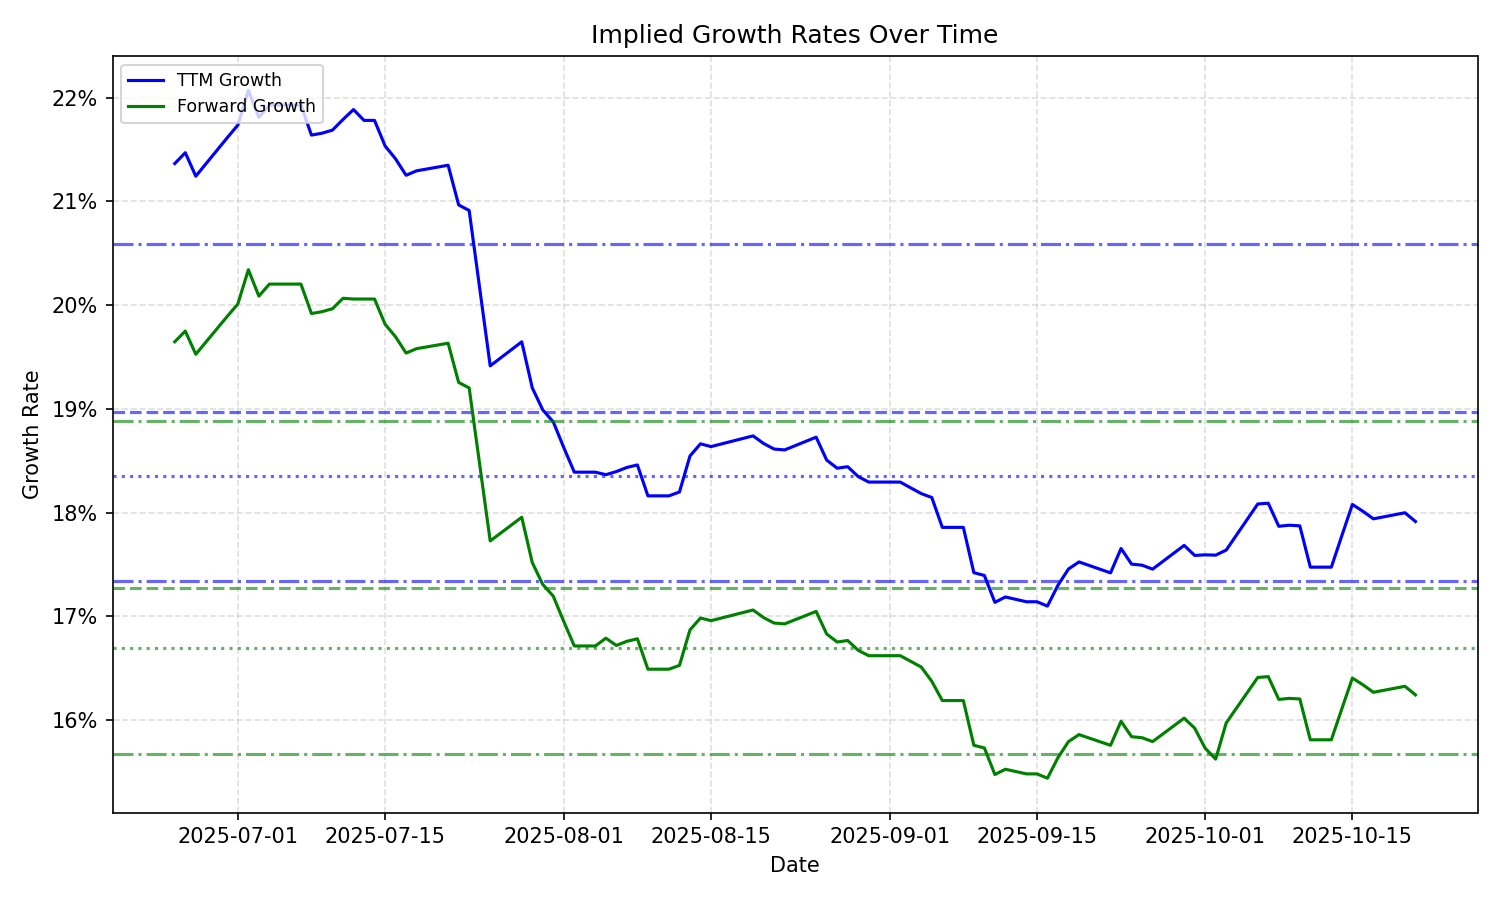 Implied Growth Rates Over Time
TTM Growth
Forward Growth
22%
21%
20%
19%
18%
17%
16%
Growth Rate
2025-07-01 2025-07-15 2025-08-01 2025-08-15 2025-09-01 2025-09-15 2025-10-01 2025-10-15
Date